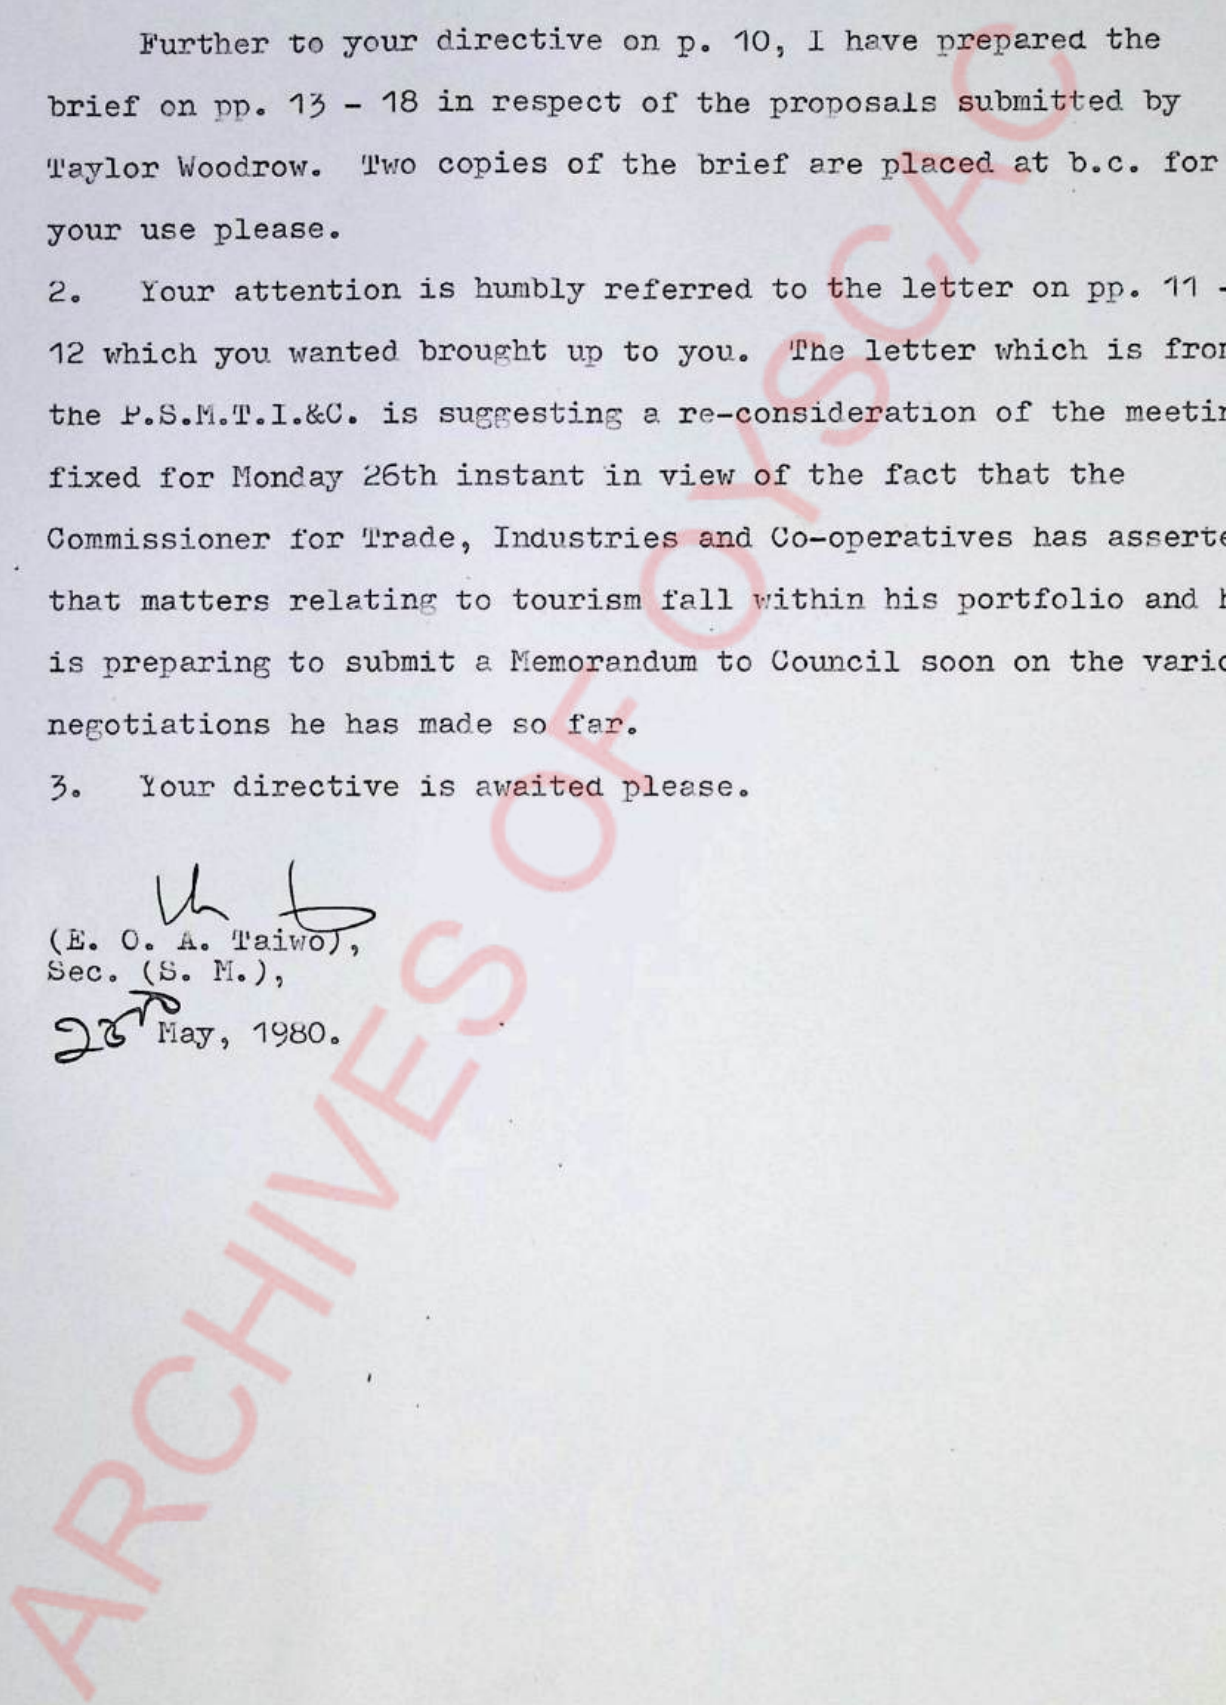 Further to your directive on p. 10, I have prepared the
brief on pp. 13 - 18 in respect of the proposals submitted by
Taylor Woodrow. Two copies of the brief are placed at b.c. for
your use please.
2. Your attention is humbly referred to the letter on pp. 11 -
12 which you wanted brought up to you. The letter which is from
the P.S.M.T.I.&C. is suggesting a re-consideration of the meetin
fixed for Monday 26th instant in view of the fact that the
Commissioner for Trade, Industries and Co-operatives has asserte
that matters relating to tourism fall within his portfolio and h
is preparing to submit a Memorandum to Council soon on the vario
negotiations he has made so far.
3. Your directive is awaited please.
(E. O. A. Taiwo),
Sec. (S. M.),
May, 1980.
ARCHIVES OF OYSCAC